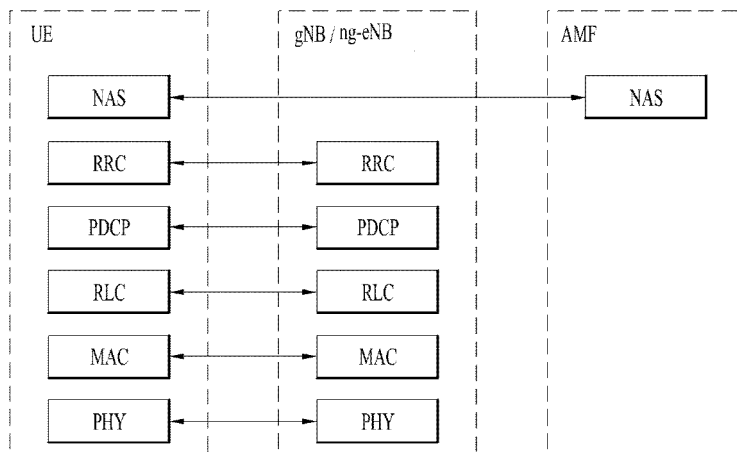 UE gNB / ng-eNB AMF
NAS NAS
RRC RRC
PDCP PDCP
RLC RLC
MAC MAC
PHY PHY